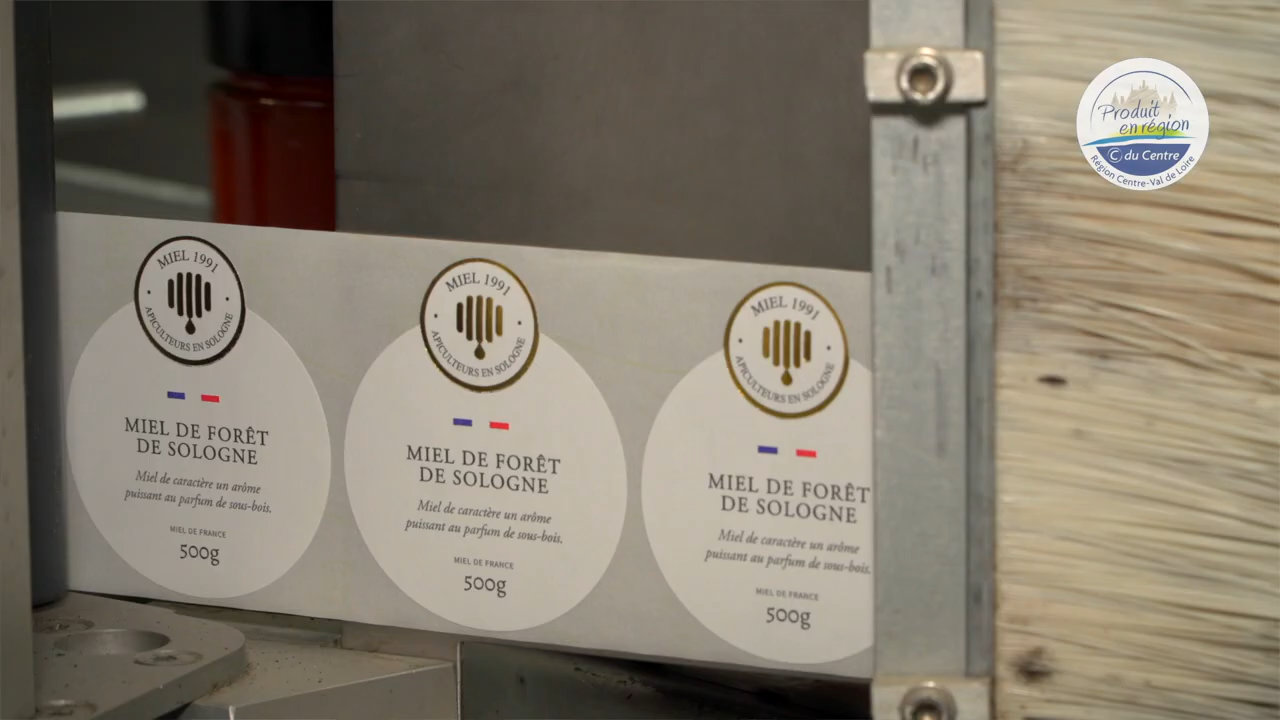 MIEL 1991
APICULTEURS EN SOLOGNE
MIEL DE FORÊT
DE SOLOGNE
Miel de caractère un arôme
puissant au parfum de sous-bois.
MIEL DE FRANCE
500g
MIEL 1991
APICULTEURS EN SOLOGNE
MIEL DE FORÊT
DE SOLOGNE
Miel de caractère un arôme
puissant au parfum de sous-bois.
MIEL DE FRANCE
500g
MIEL 1991
APICULTEURS EN SOLOGNE
MIEL DE FORÊT
DE SOLOGNE
Miel de caractère un arôme
puissant au parfum de sous-bois.
MIEL DE FRANCE
500g
Produit
en région
© du Centre
Région Centre-Val de Loire